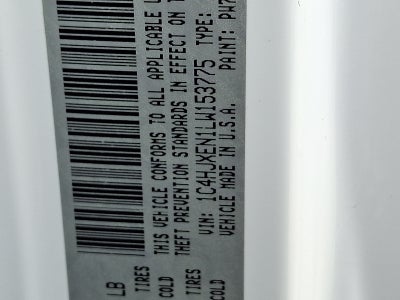 LB
TIRES
COLD
THIS VEHICLE CONFORMS TO ALL APPLICABLE
THEFT PREVENTION STANDARDS IN EFFECT ON
VIN: 1C4HJXEN1LW153775 TYPE:
VEHICLE MADE IN U.S.A. PAINT: PW7
TIRES
COLD